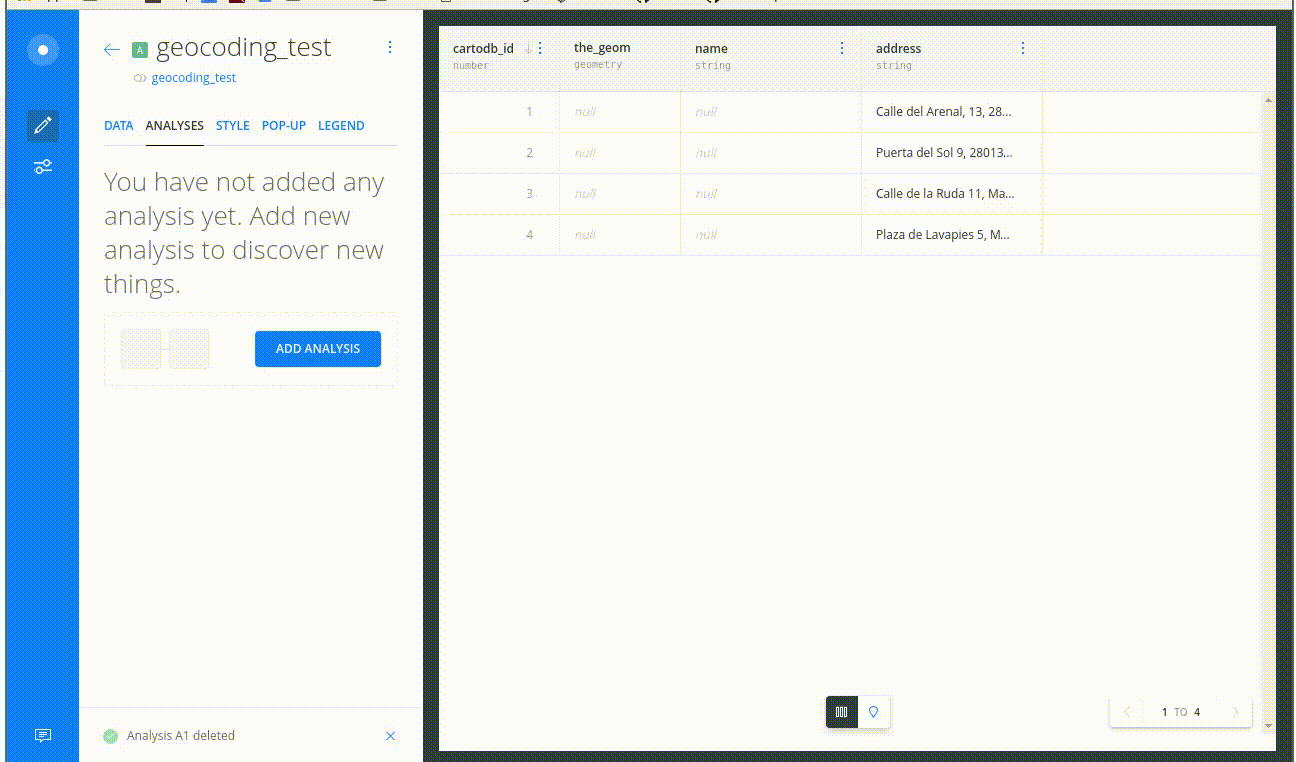 A geocoding_test
geocoding_test
DATA ANALYSES STYLE POP-UP LEGEND
You have not added any
analysis yet. Add new
analysis to discover new
things.
ADD ANALYSIS
Analysis A1 deleted
cartodb_id the_geom name address
number geometry string string
1 null null Calle del Arenal, 13, 28...
2 null null Puerta del Sol 9, 28013...
3 null null Calle de la Ruda 11, Ma...
4 null null Plaza de Lavapies 5, M...
1 TO 4